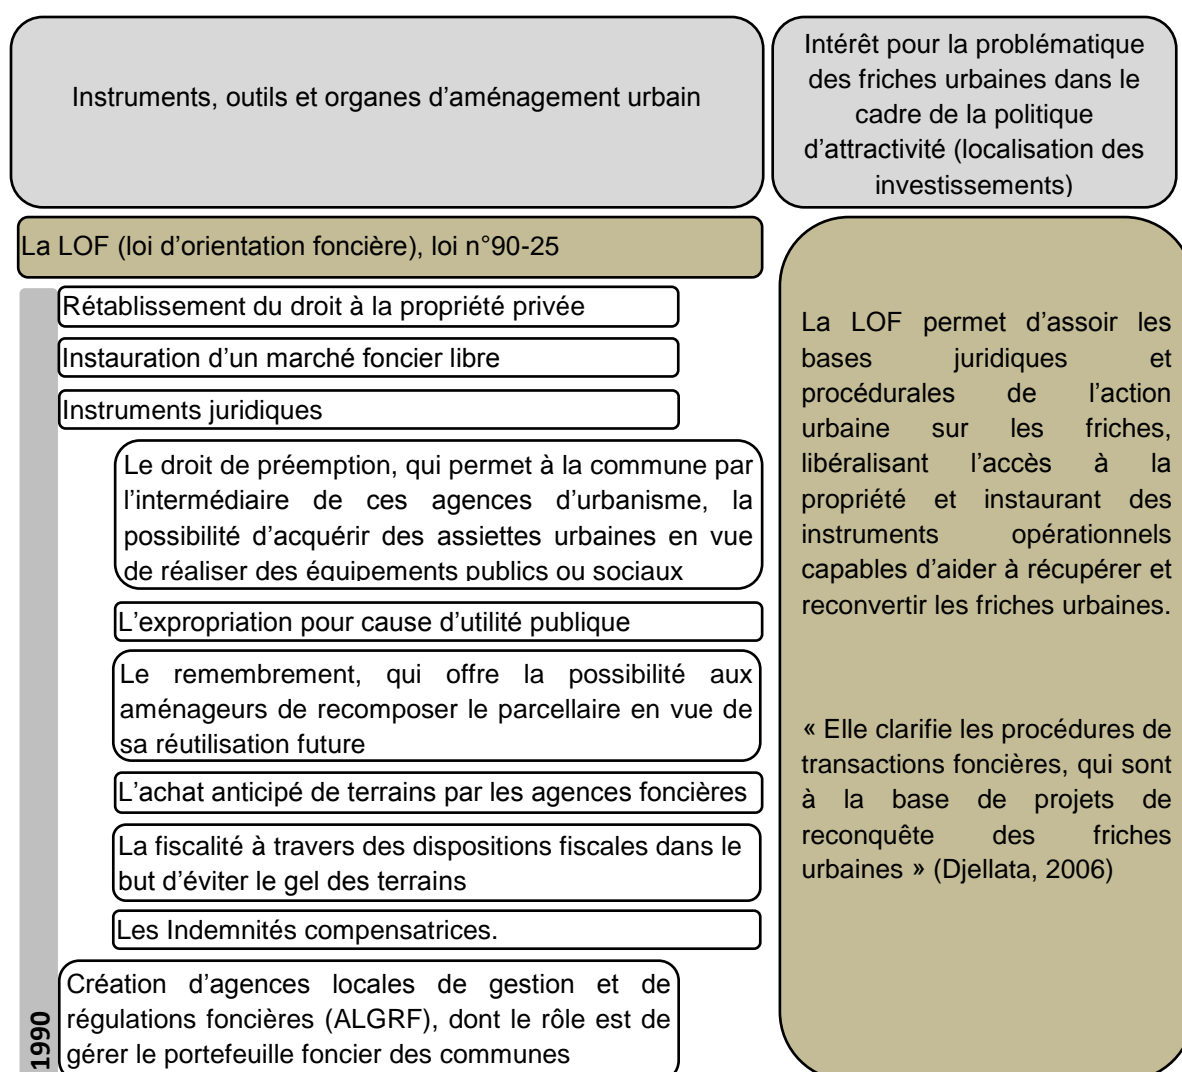 Instruments, outils et organes d’aménagement urbain
Intérêt pour la problématique
des friches urbaines dans le
cadre de la politique
d’attractivité (localisation des
investissements)
La LOF (loi d’orientation foncière), loi n°90-25
1990
Rétablissement du droit à la propriété privée
Instauration d’un marché foncier libre
Instruments juridiques
Le droit de préemption, qui permet à la commune par
l’intermédiaire de ces agences d’urbanisme, la
possibilité d’acquérir des assiettes urbaines en vue
de réaliser des équipements publics ou sociaux
L’expropriation pour cause d’utilité publique
Le remembrement, qui offre la possibilité aux
aménageurs de recomposer le parcellaire en vue de
sa réutilisation future
L’achat anticipé de terrains par les agences foncières
La fiscalité à travers des dispositions fiscales dans le
but d’éviter le gel des terrains
Les Indemnités compensatrices.
Création d’agences locales de gestion et de
régulations foncières (ALGRF), dont le rôle est de
gérer le portefeuille foncier des communes
La LOF permet d’assoir les
bases juridiques et
procédurales de l’action
urbaine sur les friches,
libéralisant l’accès à la
propriété et instaurant des
instruments opérationnels
capables d’aider à récupérer et
reconvertir les friches urbaines.
« Elle clarifie les procédures de
transactions foncières, qui sont
à la base de projets de
reconquête des friches
urbaines » (Djellata, 2006)